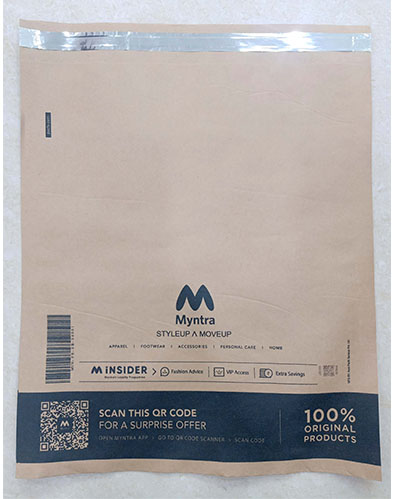 Myntra
STYLEUP Λ MOVEUP
APPAREL | FOOTWEAR | ACCESSORIES | PERSONAL CARE | HOME
M iNSIDER > Fashion Advice | VIP Access | Extra Savings
SCAN THIS QR CODE
FOR A SURPRISE OFFER
OPEN MYNTRA APP > GO TO QR CODE SCANNER > SCAN CODE
100%
ORIGINAL
PRODUCTS